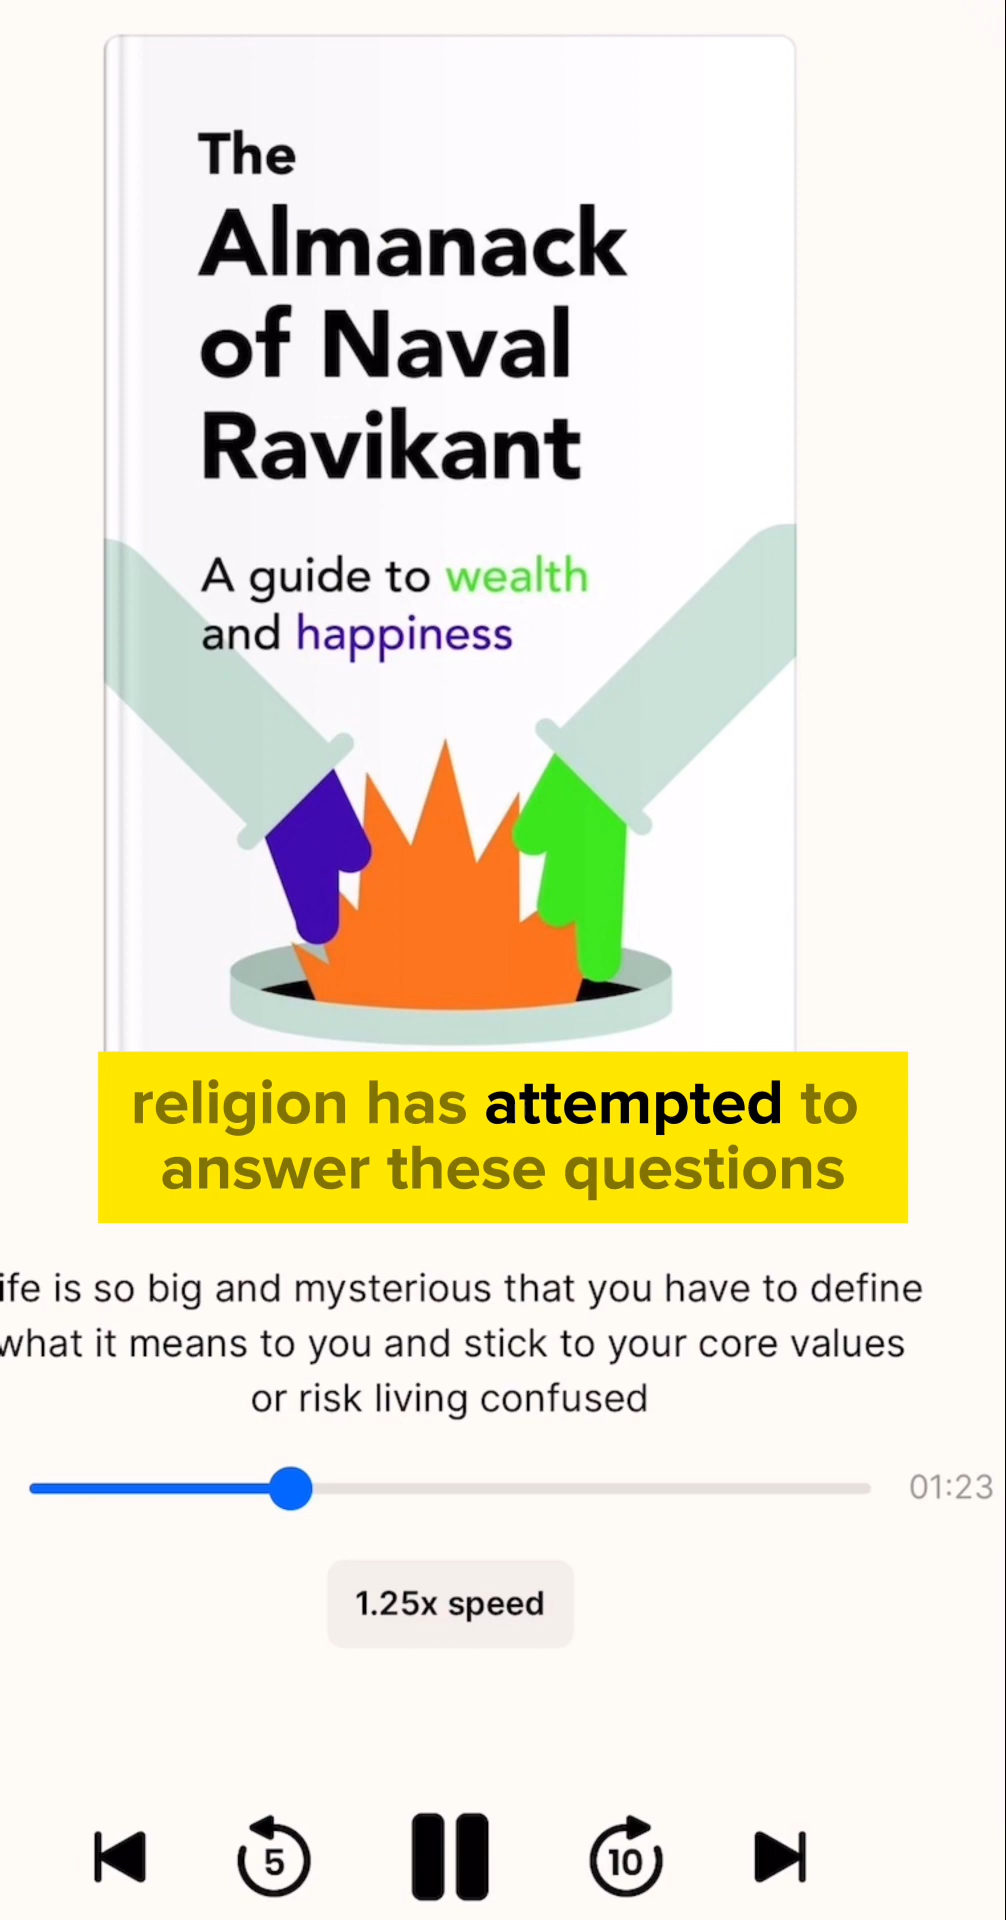 The
Almanack
of Naval
Ravikant
A guide to wealth
and happiness
religion has attempted to
answer these questions
ife is so big and mysterious that you have to define
what it means to you and stick to your core values
or risk living confused
01:23
1.25x speed
5
10